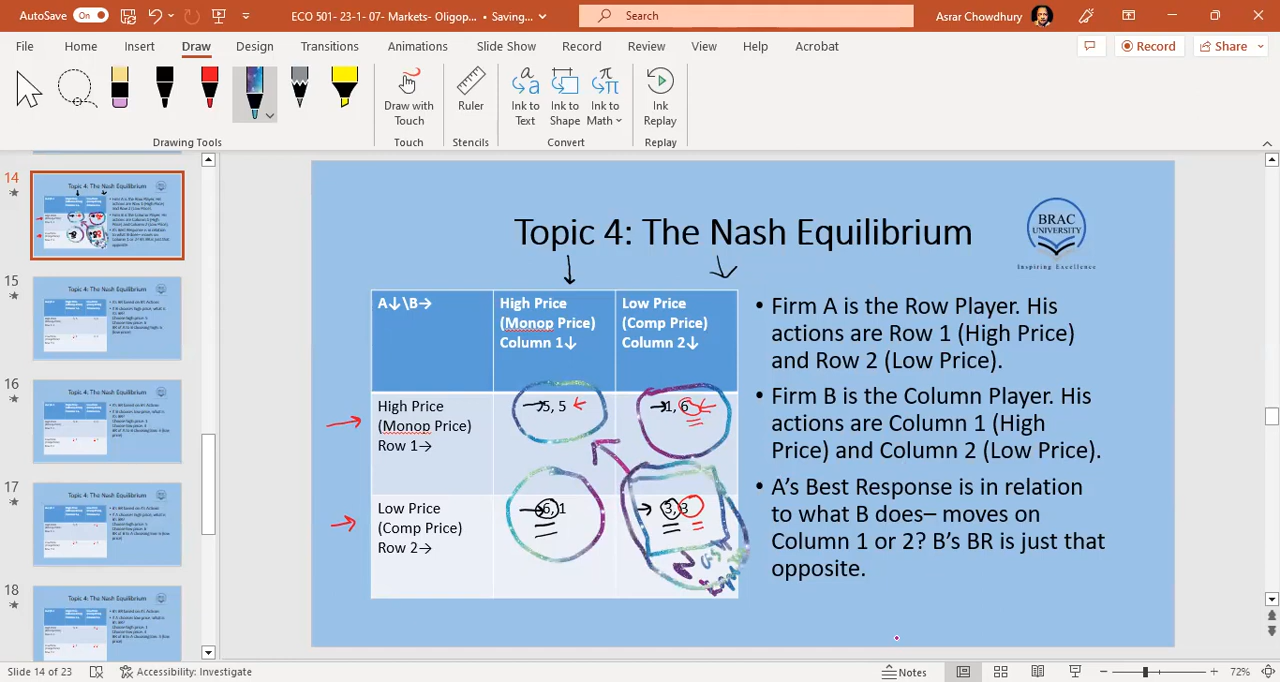 AutoSave On
ECO 501- 23-1- 07- Markets- Oligop... • Saving...
Search
Asrar Chowdhury
File Home Insert Draw Design Transitions Animations Slide Show Record Review View Help Acrobat
Record
Share
Draw with Touch
Ruler
Ink to Text
Ink to Shape
Ink to Math
Ink Replay
Drawing Tools
Touch
Stencils
Convert
Replay
14
Topic 4: The Nash Equilibrium
15
16
17
18
Topic 4: The Nash Equilibrium
BRAC
UNIVERSITY
Inspiring Excellence
A↓\B→
High Price
(Monop Price)
Column 1↓
Low Price
(Comp Price)
Column 2↓
High Price
(Monop Price)
Row 1→
5, 5
1, 6
Low Price
(Comp Price)
Row 2→
6, 1
3, 3
• Firm A is the Row Player. His
actions are Row 1 (High Price)
and Row 2 (Low Price).
• Firm B is the Column Player. His
actions are Column 1 (High
Price) and Column 2 (Low Price).
• A's Best Response is in relation
to what B does– moves on
Column 1 or 2? B's BR is just that
opposite.
Slide 14 of 23
Accessibility: Investigate
Notes
72%